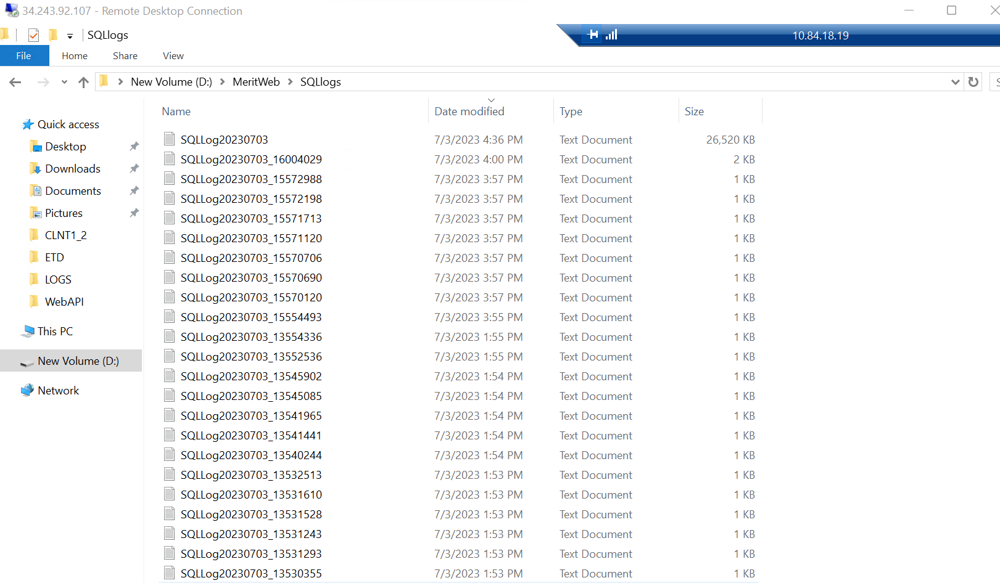 34.243.92.107 - Remote Desktop Connection
SQLlogs
10.84.18.19
File Home Share View
New Volume (D:) MeritWeb SQLlogs
Name Date modified Type Size
Quick access
Desktop
Downloads
Documents
Pictures
CLNT1_2
ETD
LOGS
WebAPI
This PC
New Volume (D:)
Network
SQLLog20230703 7/3/2023 4:36 PM Text Document 26,520 KB
SQLLog20230703_16004029 7/3/2023 4:00 PM Text Document 2 KB
SQLLog20230703_15572988 7/3/2023 3:57 PM Text Document 1 KB
SQLLog20230703_15572198 7/3/2023 3:57 PM Text Document 1 KB
SQLLog20230703_15571713 7/3/2023 3:57 PM Text Document 1 KB
SQLLog20230703_15571120 7/3/2023 3:57 PM Text Document 1 KB
SQLLog20230703_15570706 7/3/2023 3:57 PM Text Document 1 KB
SQLLog20230703_15570690 7/3/2023 3:57 PM Text Document 1 KB
SQLLog20230703_15570120 7/3/2023 3:57 PM Text Document 1 KB
SQLLog20230703_15554493 7/3/2023 3:55 PM Text Document 1 KB
SQLLog20230703_13554336 7/3/2023 1:55 PM Text Document 1 KB
SQLLog20230703_13552536 7/3/2023 1:55 PM Text Document 1 KB
SQLLog20230703_13545902 7/3/2023 1:54 PM Text Document 1 KB
SQLLog20230703_13545085 7/3/2023 1:54 PM Text Document 1 KB
SQLLog20230703_13541965 7/3/2023 1:54 PM Text Document 1 KB
SQLLog20230703_13541441 7/3/2023 1:54 PM Text Document 1 KB
SQLLog20230703_13540244 7/3/2023 1:54 PM Text Document 1 KB
SQLLog20230703_13532513 7/3/2023 1:53 PM Text Document 1 KB
SQLLog20230703_13531610 7/3/2023 1:53 PM Text Document 1 KB
SQLLog20230703_13531528 7/3/2023 1:53 PM Text Document 1 KB
SQLLog20230703_13531243 7/3/2023 1:53 PM Text Document 1 KB
SQLLog20230703_13531293 7/3/2023 1:53 PM Text Document 1 KB
SQLLog20230703_13530355 7/3/2023 1:53 PM Text Document 1 KB